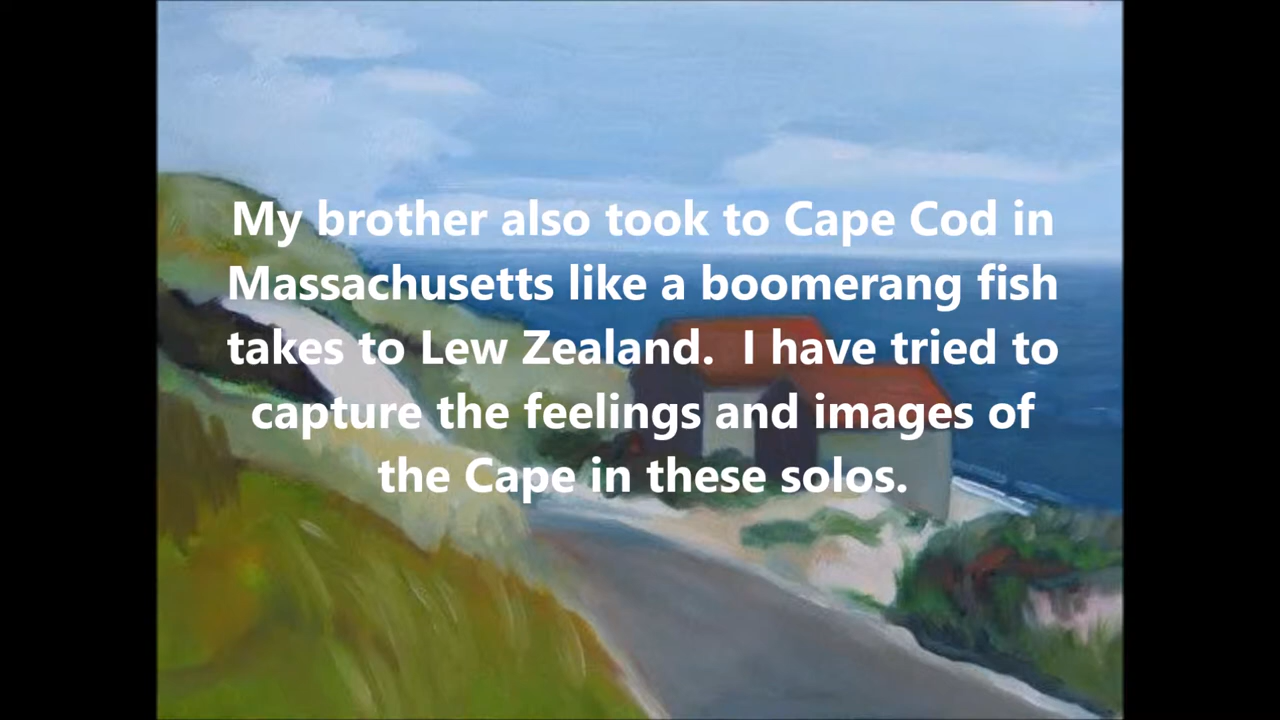 My brother also took to Cape Cod in
Massachusetts like a boomerang fish
takes to Lew Zealand.  I have tried to
capture the feelings and images of
the Cape in these solos.